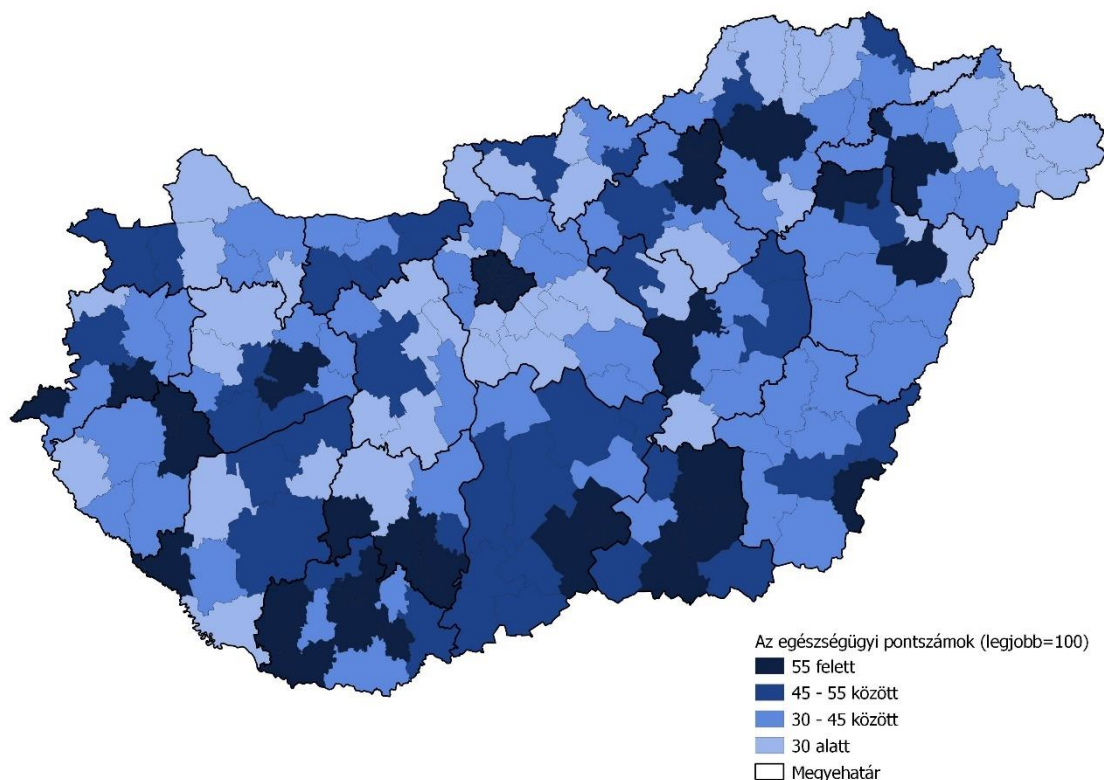 Az egészségügyi pontszámok (legjobb=100)
55 felett
45 - 55 között
30 - 45 között
30 alatt
Megyehatár